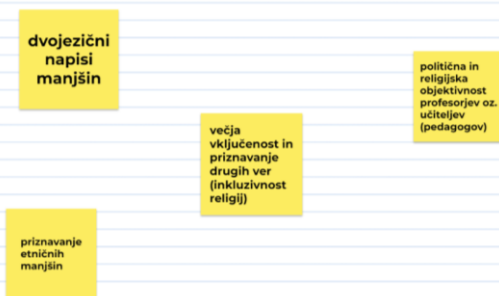 dvojezični
napisi
manjšin
politična in
religijska
objektivnost
profesorjev oz.
učiteljev
(pedagogov)
večja
vključenost in
priznavanje
drugih ver
(inkluzivnost
religij)
priznavanje
etničnih
manjšin